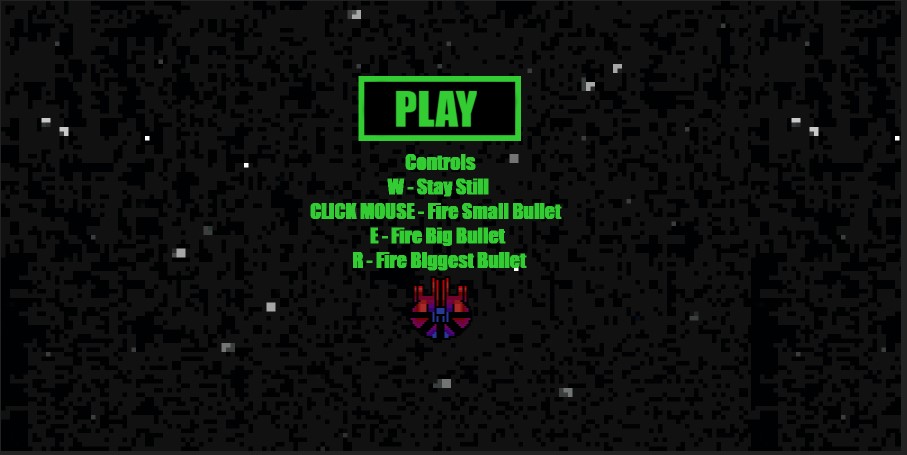 PLAY
Controls
W - Stay Still
CLICK MOUSE - Fire Small Bullet
E - Fire Big Bullet
R - Fire BIggest Bullet